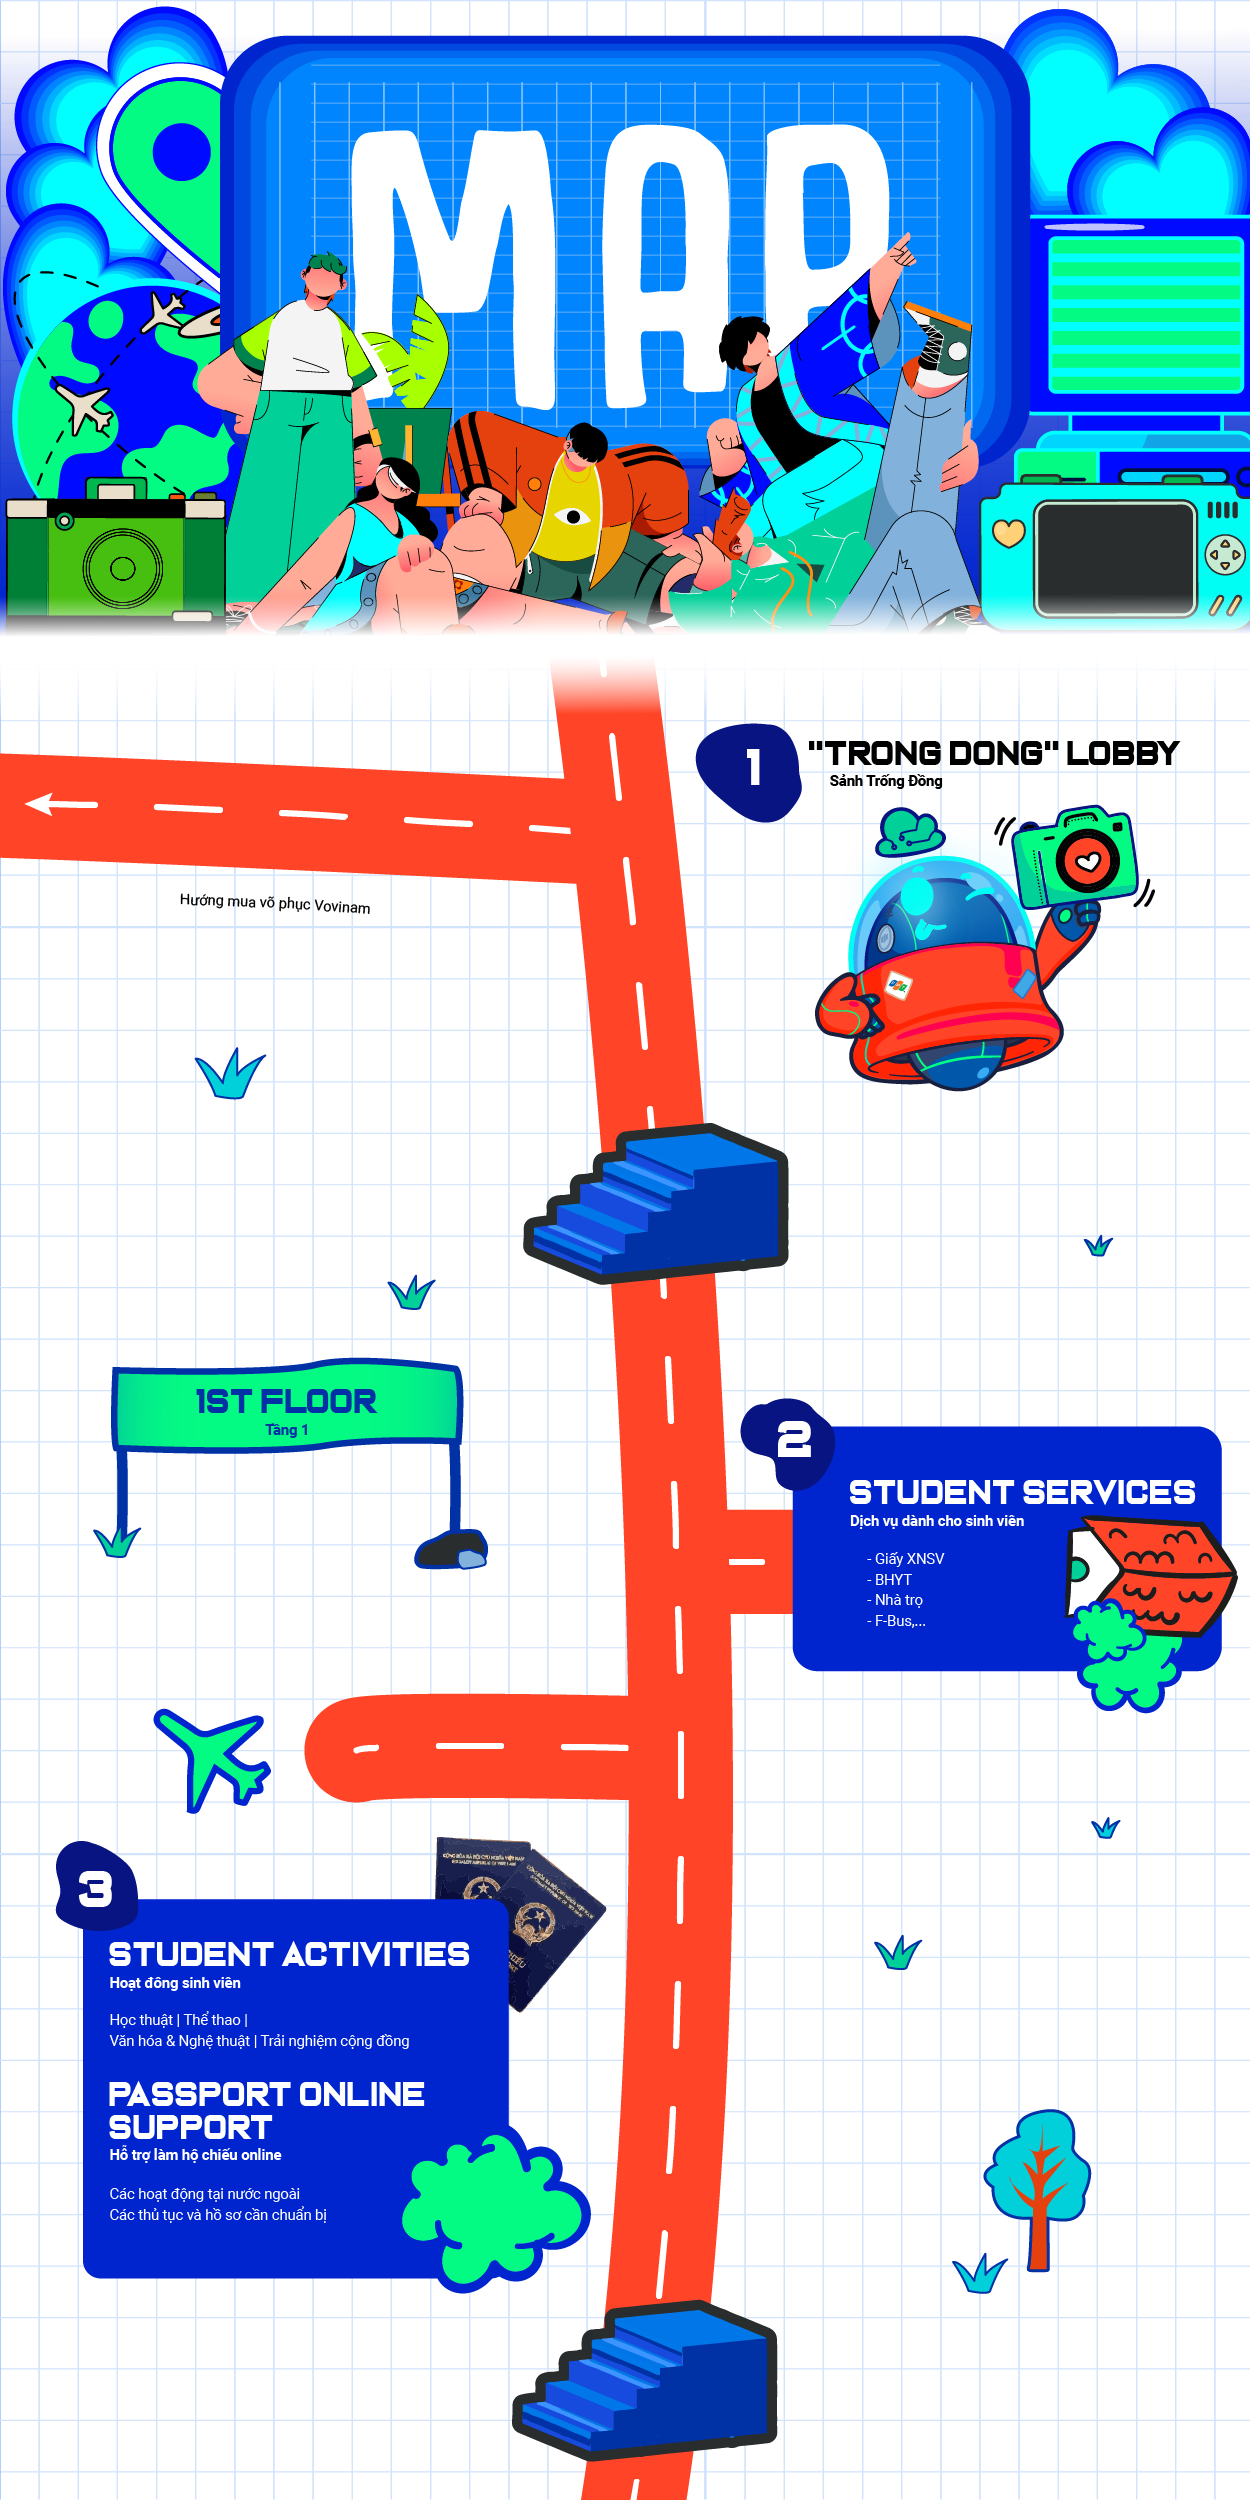 MAP
1
"TRONG DONG" LOBBY
Sảnh Trống Đồng
Hướng mua võ phục Vovinam
1ST FLOOR
Tầng 1
2
STUDENT SERVICES
Dịch vụ dành cho sinh viên
- Giấy XNSV
- BHYT
- Nhà trọ
- F-Bus,...
3
STUDENT ACTIVITIES
Hoạt đông sinh viên
Học thuật | Thể thao |
Văn hóa & Nghệ thuật | Trải nghiệm cộng đồng
PASSPORT ONLINE
SUPPORT
Hỗ trợ làm hộ chiếu online
Các hoạt động tại nước ngoài
Các thủ tục và hồ sơ cần chuẩn bị